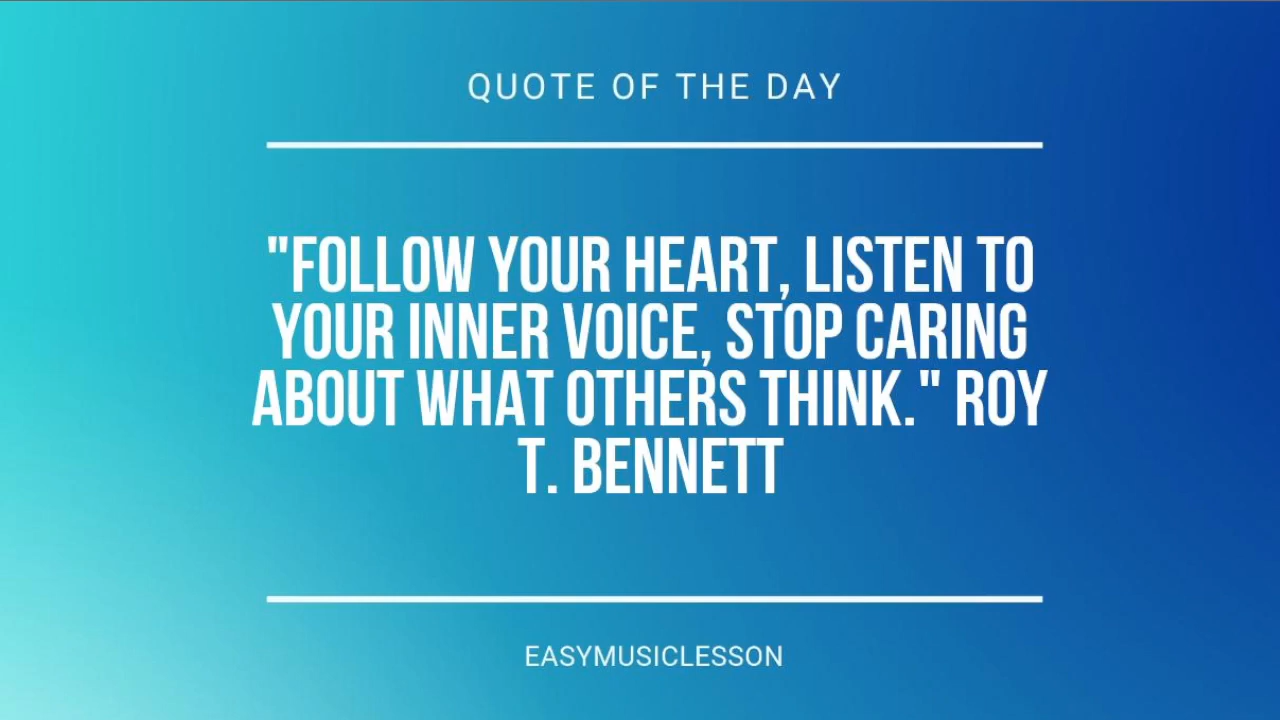 QUOTE OF THE DAY
"FOLLOW YOUR HEART, LISTEN TO
YOUR INNER VOICE, STOP CARING
ABOUT WHAT OTHERS THINK." ROY
T. BENNETT
EASYMUSICLESSON